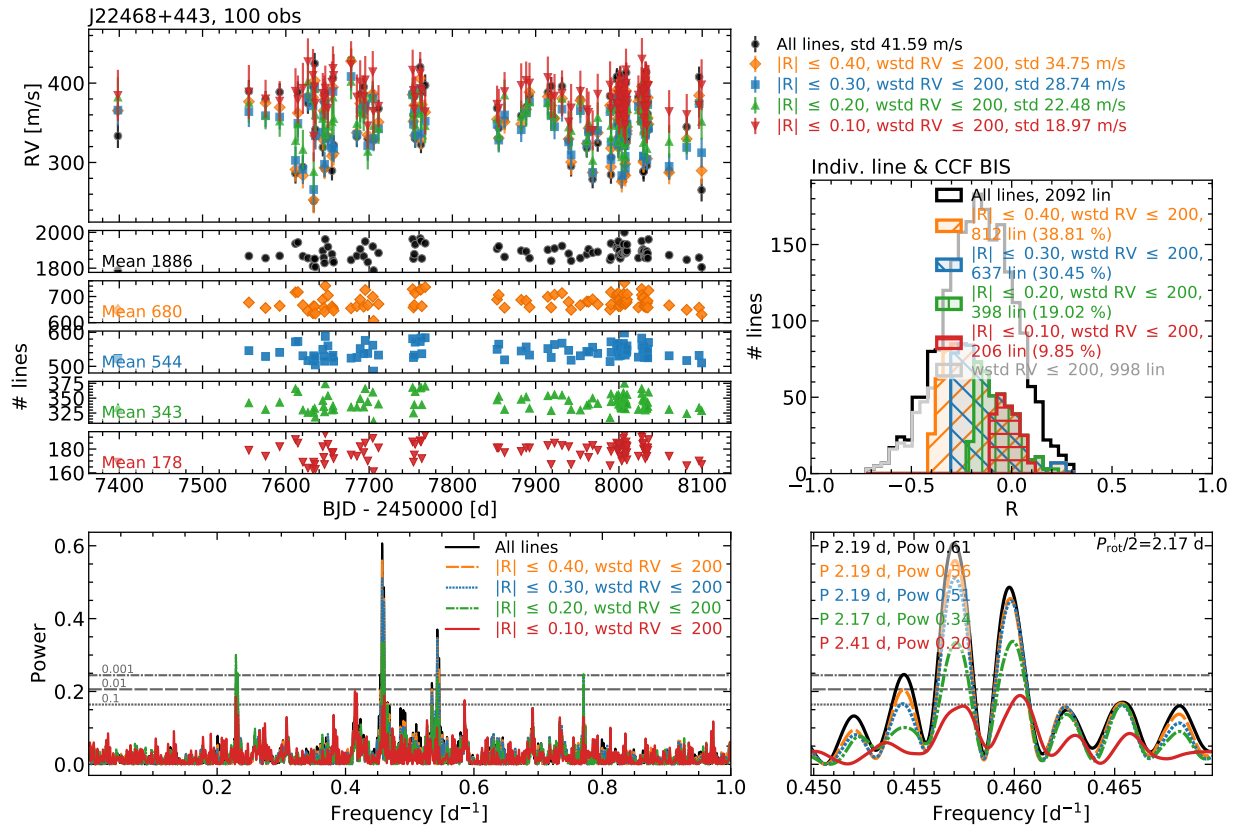 J22468+443, 100 obs
400
300
RV [m/s]
All lines, std 41.59 m/s
|R| ≤ 0.40, wstd RV ≤ 200, std 34.75 m/s
|R| ≤ 0.30, wstd RV ≤ 200, std 28.74 m/s
|R| ≤ 0.20, wstd RV ≤ 200, std 22.48 m/s
|R| ≤ 0.10, wstd RV ≤ 200, std 18.97 m/s
2000
1800
Mean 1886
700
600
Mean 680
600
500
Mean 544
375
350
325
Mean 343
180
160
Mean 178
# lines
7400 7500 7600 7700 7800 7900 8000 8100
BJD - 2450000 [d]
Indiv. line & CCF BIS
All lines, 2092 lin
|R| ≤ 0.40, wstd RV ≤ 200,
812 lin (38.81 %)
|R| ≤ 0.30, wstd RV ≤ 200,
637 lin (30.45 %)
|R| ≤ 0.20, wstd RV ≤ 200,
398 lin (19.02 %)
|R| ≤ 0.10, wstd RV ≤ 200,
206 lin (9.85 %)
wstd RV ≤ 200, 998 lin
150
100
50
0
# lines
−1.0 −0.5 0.0 0.5 1.0
R
0.6
0.4
0.2
0.0
Power
All lines
|R| ≤ 0.40, wstd RV ≤ 200
|R| ≤ 0.30, wstd RV ≤ 200
|R| ≤ 0.20, wstd RV ≤ 200
|R| ≤ 0.10, wstd RV ≤ 200
0.001
0.01
0.1
0.2 0.4 0.6 0.8 1.0
Frequency [d⁻¹]
P_rot/2=2.17 d
P 2.19 d, Pow 0.61
P 2.19 d, Pow 0.56
P 2.19 d, Pow 0.51
P 2.17 d, Pow 0.34
P 2.41 d, Pow 0.20
0.450 0.455 0.460 0.465
Frequency [d⁻¹]